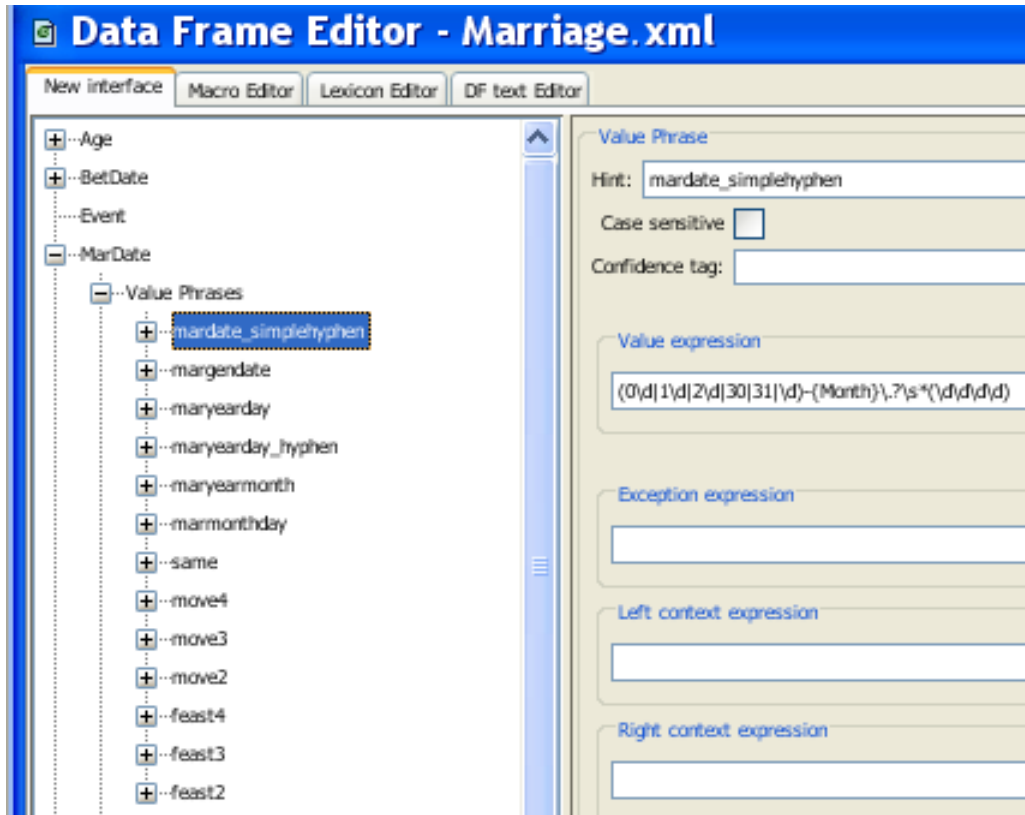 Data Frame Editor - Marriage.xml
New interface
Macro Editor
Lexicon Editor
DF text Editor
Age
BetDate
Event
MarDate
Value Phrases
mardate_simplehyphen
margendate
maryearday
maryearday_hyphen
maryearmonth
marmonthday
same
move4
move3
move2
feast4
feast3
feast2
Value Phrase
Hint: mardate_simplehyphen
Case sensitive
Confidence tag:
Value expression
(0\d|1\d|2\d|30|31|\d)-{Month}\.?\s*(\d\d\d\d)
Exception expression
Left context expression
Right context expression